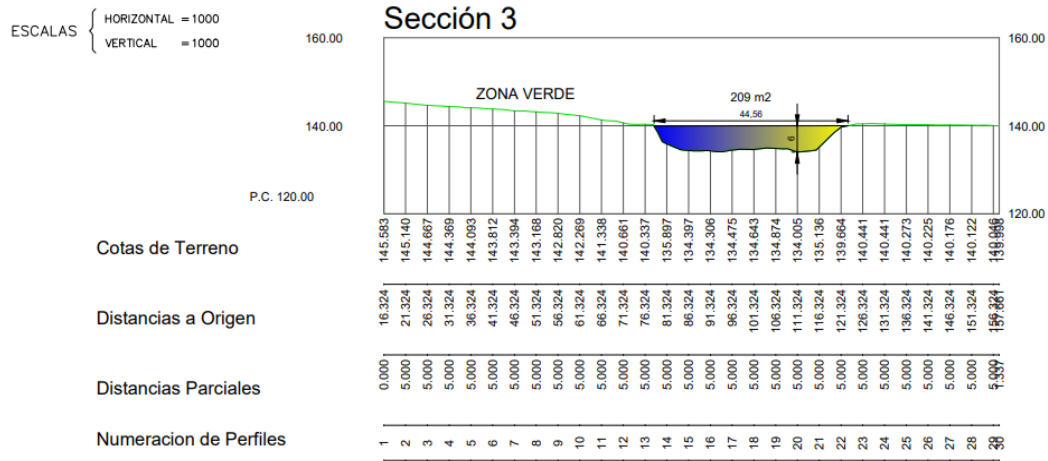 Sección 3
ESCALAS
HORIZONTAL = 1000
VERTICAL = 1000
160.00 160.00
ZONA VERDE
209 m2
44,56
6
140.00 140.00
P.C. 120.00 120.00
Cotas de Terreno 145.583 145.140 144.667 144.369 144.093 143.812 143.394 143.168 142.820 142.269 141.338 140.661 140.337 135.897 134.397 134.306 134.475 134.643 134.874 134.005 135.136 139.664 140.441 140.441 140.273 140.225 140.176 140.122
Distancias a Origen 16.324 21.324 26.324 31.324 36.324 41.324 46.324 51.324 56.324 61.324 66.324 71.324 76.324 81.324 86.324 91.324 96.324 101.324 106.324 111.324 116.324 121.324 126.324 131.324 136.324 141.324 146.324 151.324
Distancias Parciales 0.000 5.000 5.000 5.000 5.000 5.000 5.000 5.000 5.000 5.000 5.000 5.000 5.000 5.000 5.000 5.000 5.000 5.000 5.000 5.000 5.000 5.000 5.000 5.000 5.000 5.000 5.000 5.000 5.000 1.337
Numeracion de Perfiles 1 2 3 4 5 6 7 8 9 10 11 12 13 14 15 16 17 18 19 20 21 22 23 24 25 26 27 28 29 30